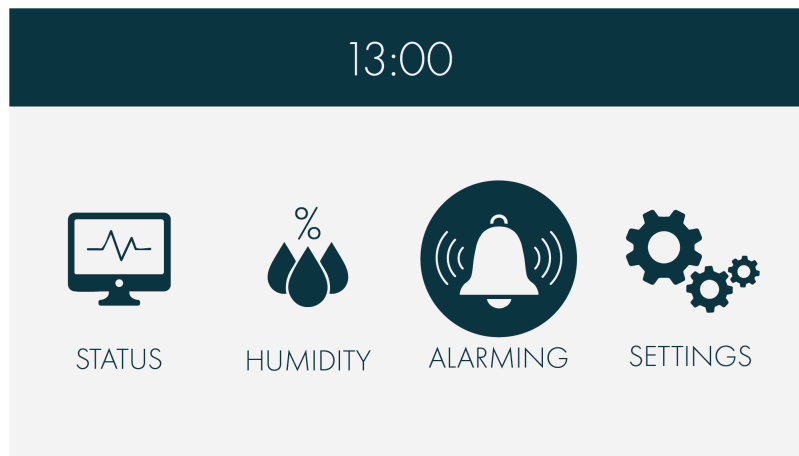 13:00
%
STATUS
HUMIDITY
ALARMING
SETTINGS